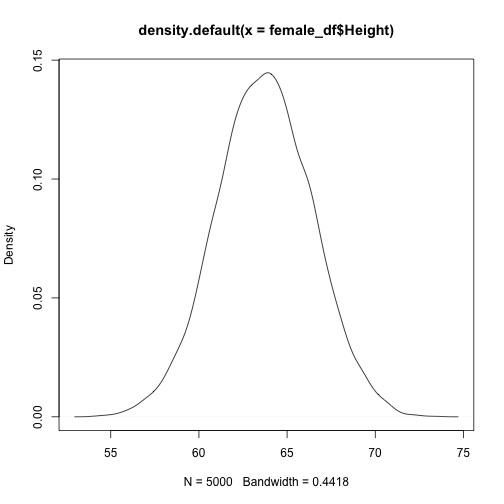 density.default(x = female_df$Height)
Density
0.15
0.10
0.05
0.00
55 60 65 70 75
N = 5000 Bandwidth = 0.4418